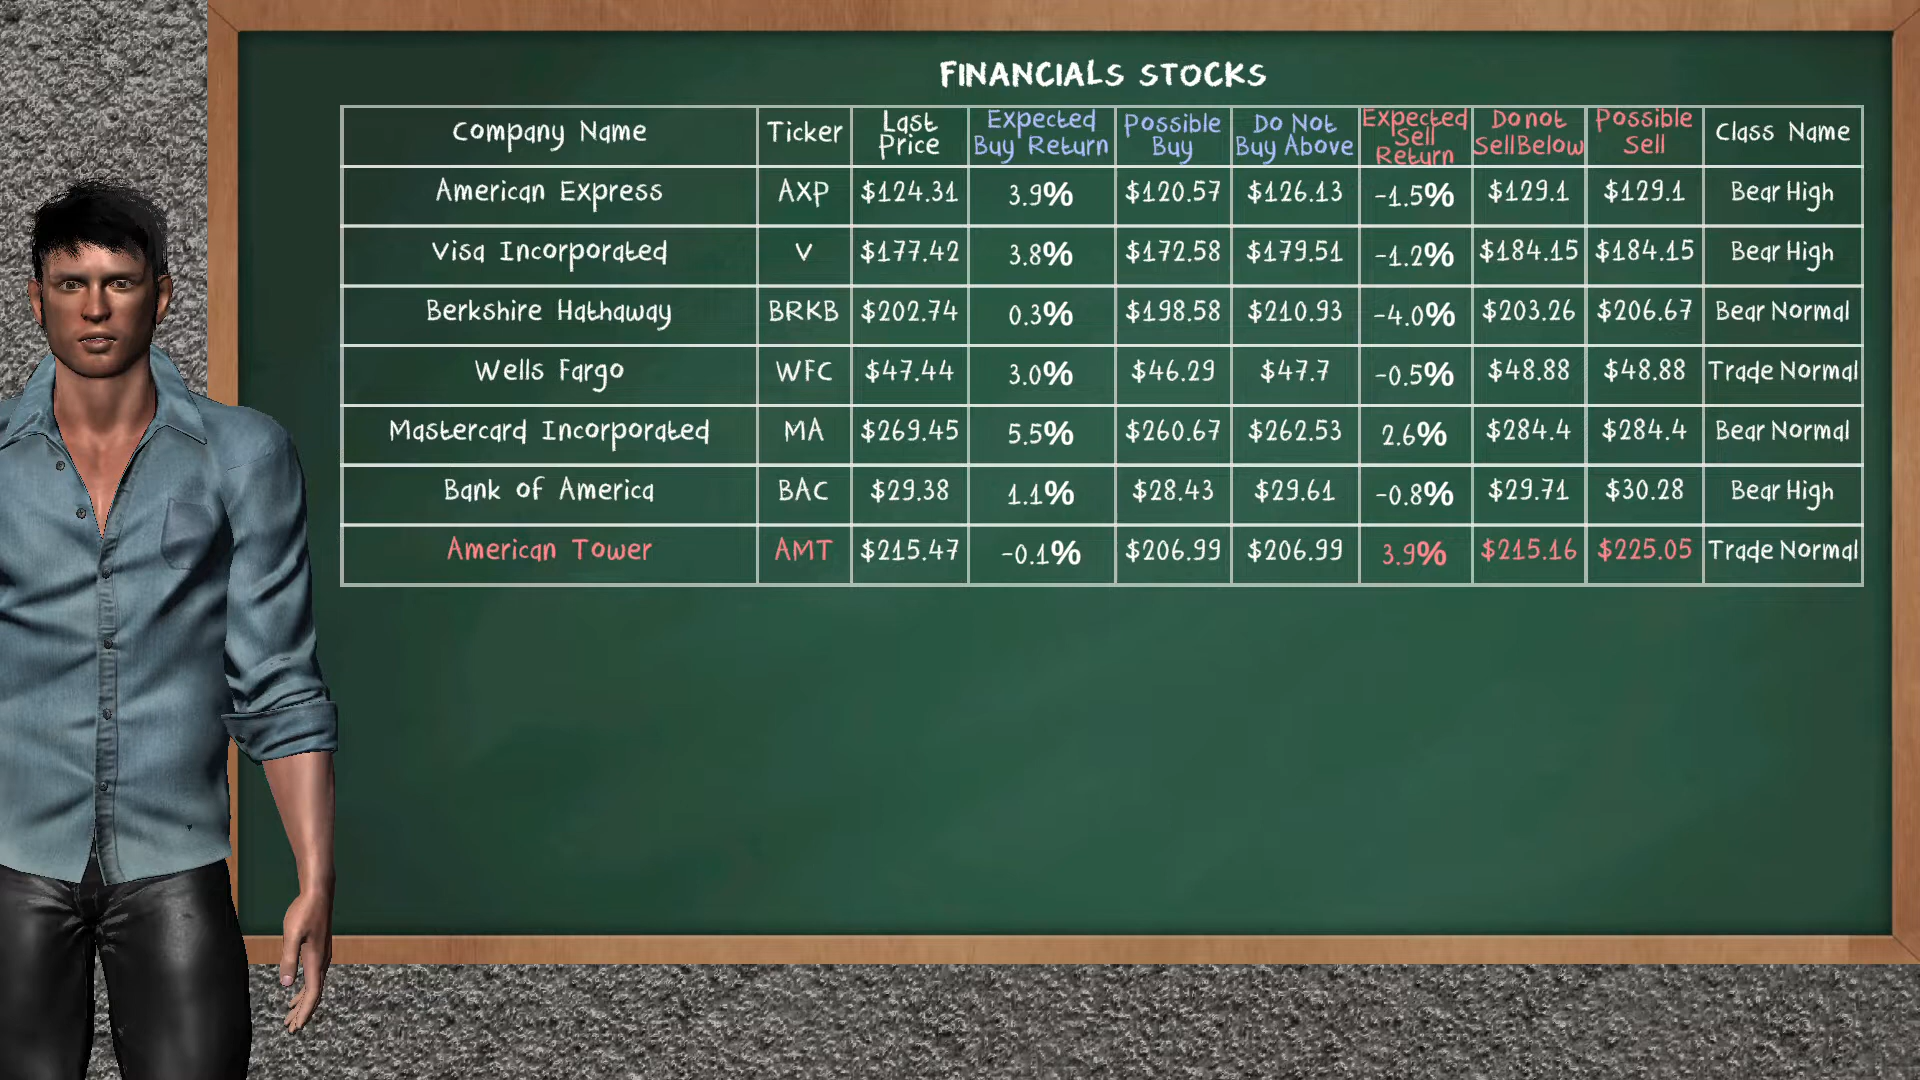 FINANCIALS STOCKS
Company Name Ticker Last Price Expected Buy Return Possible Buy Do Not Buy Above Expected Sell Return Do not SellBelow Possible Sell Class Name
American Express AXP $124.31 3.9% $120.57 $126.13 -1.5% $129.1 $129.1 Bear High
Visa Incorporated V $177.42 3.8% $172.58 $179.51 -1.2% $184.15 $184.15 Bear High
Berkshire Hathaway BRKB $202.74 0.3% $198.58 $210.93 -4.0% $203.26 $206.67 Bear Normal
Wells Fargo WFC $47.44 3.0% $46.29 $47.7 -0.5% $48.88 $48.88 Trade Normal
Mastercard Incorporated MA $269.45 5.5% $260.67 $262.53 2.6% $284.4 $284.4 Bear Normal
Bank of America BAC $29.38 1.1% $28.43 $29.61 -0.8% $29.71 $30.28 Bear High
American Tower AMT $215.47 -0.1% $206.99 $206.99 3.9% $215.16 $225.05 Trade Normal